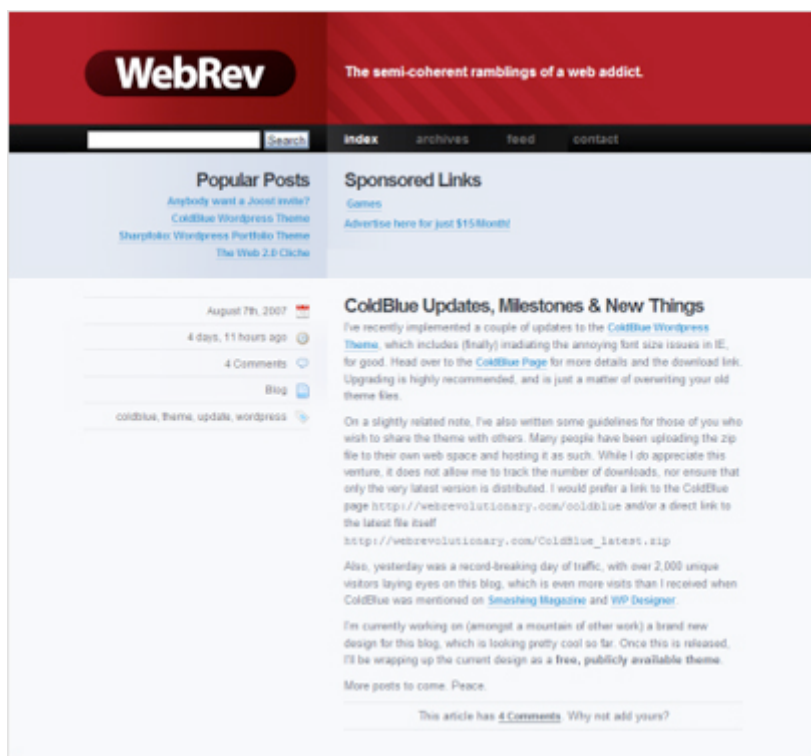 WebRev
The semi-coherent ramblings of a web addict.
Search
index archives feed contact
Popular Posts
Anybody want a Joost invite?
ColdBlue Wordpress Theme
Sharpfolio: Wordpress Portfolio Theme
The Web 2.0 Cliche
Sponsored Links
Games
Advertise here for just $15/Month!
August 7th, 2007
4 days, 11 hours ago
4 Comments
Blog
coldblue, theme, update, wordpress
ColdBlue Updates, Milestones & New Things
I've recently implemented a couple of updates to the ColdBlue Wordpress
Theme, which includes (finally) irradiating the annoying font size issues in IE,
for good. Head over to the ColdBlue Page for more details and the download link.
Upgrading is highly recommended, and is just a matter of overwriting your old
theme files.
On a slightly related note, I've also written some guidelines for those of you who
wish to share the theme with others. Many people have been uploading the zip
file to their own web space and hosting it as such. While I do appreciate this
venture, it does not allow me to track the number of downloads, nor ensure that
only the very latest version is distributed. I would prefer a link to the ColdBlue
page http://webrevolutionary.com/coldblue and/or a direct link to
the latest file itself
http://webrevolutionary.com/ColdBlue_latest.zip
Also, yesterday was a record-breaking day of traffic, with over 2,000 unique
visitors laying eyes on this blog, which is even more visits than I received when
ColdBlue was mentioned on Smashing Magazine and WP Designer.
I'm currently working on (amongst a mountain of other work) a brand new
design for this blog, which is looking pretty cool so far. Once this is released,
I'll be wrapping up the current design as a free, publicly available theme.
More posts to come. Peace.
This article has 4 Comments. Why not add yours?